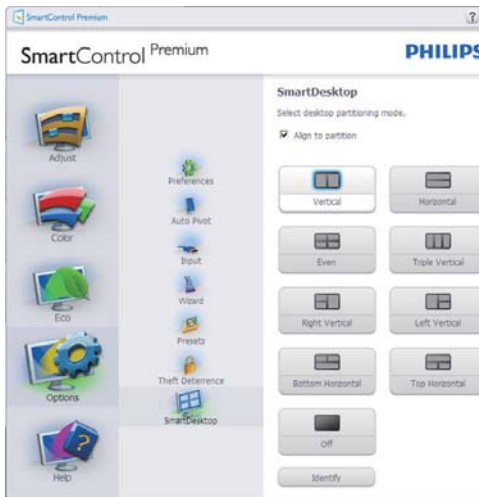 SmartControl Premium
?
SmartControl Premium
PHILIPS
Adjust
Color
Eco
Options
Help
Preferences
Auto Pivot
Input
Wizard
Presets
Theft Deterrence
SmartDesktop
SmartDesktop
Select desktop partitioning mode.
Align to partition
Vertical
Horizontal
Even
Triple Vertical
Right Vertical
Left Vertical
Bottom Horizontal
Top Horizontal
Off
Identify